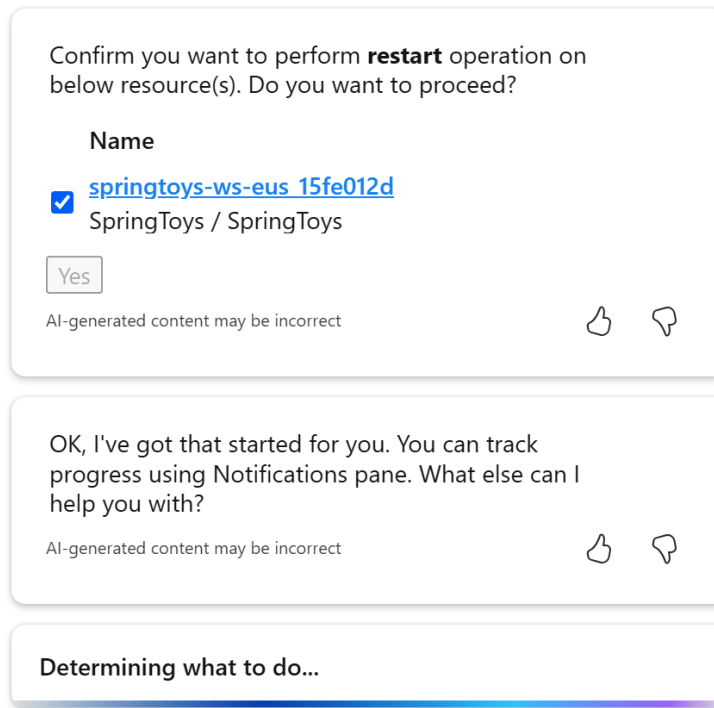 Confirm you want to perform restart operation on
below resource(s). Do you want to proceed?
Name
springtoys-ws-eus_15fe012d
SpringToys / SpringToys
Yes
AI-generated content may be incorrect
OK, I've got that started for you. You can track
progress using Notifications pane. What else can I
help you with?
AI-generated content may be incorrect
Determining what to do...